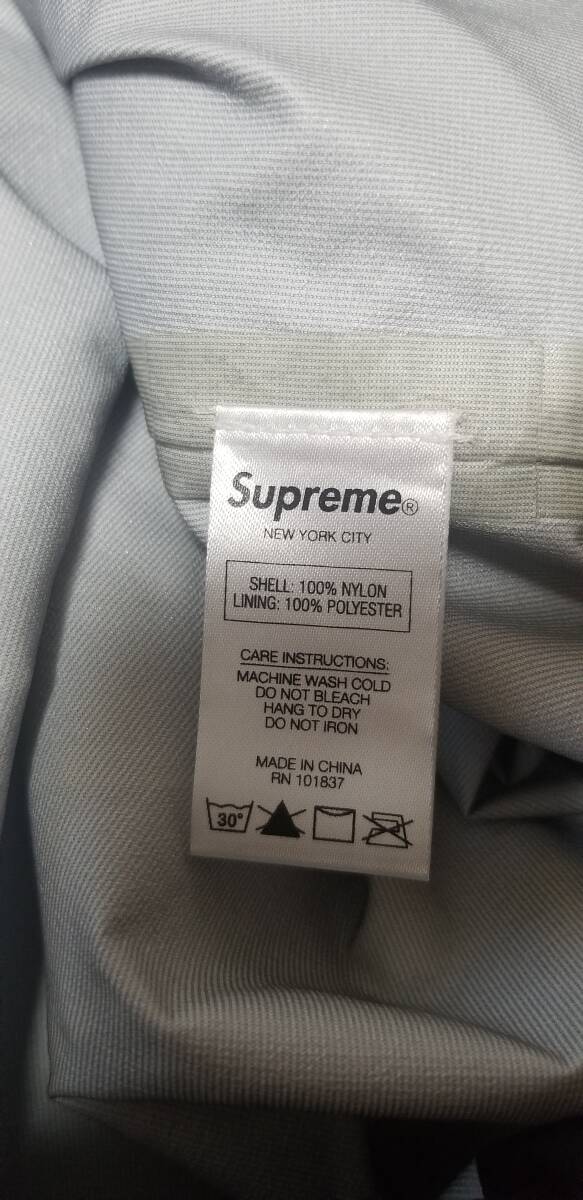 Supreme®
NEW YORK CITY
SHELL: 100% NYLON
LINING: 100% POLYESTER
CARE INSTRUCTIONS:
MACHINE WASH COLD
DO NOT BLEACH
HANG TO DRY
DO NOT IRON
MADE IN CHINA
RN 101837
30°